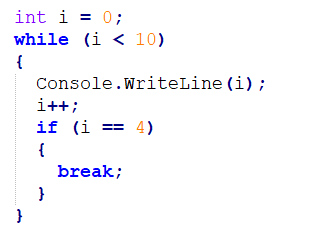 int i = 0;
while (i < 10)
{
  Console.WriteLine(i);
  i++;
  if (i == 4)
  {
    break;
  }
}